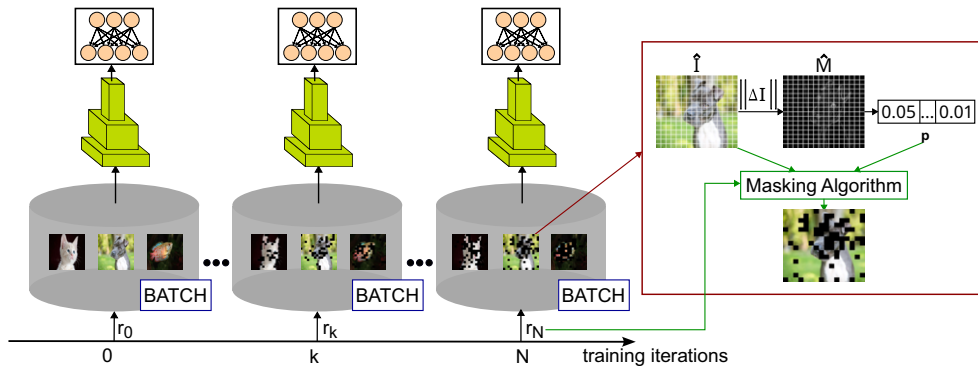 Î
M̂
||ΔI||
0.05 ... 0.01
p
Masking Algorithm
BATCH
BATCH
BATCH
r0
rk
rN
0
k
N
training iterations